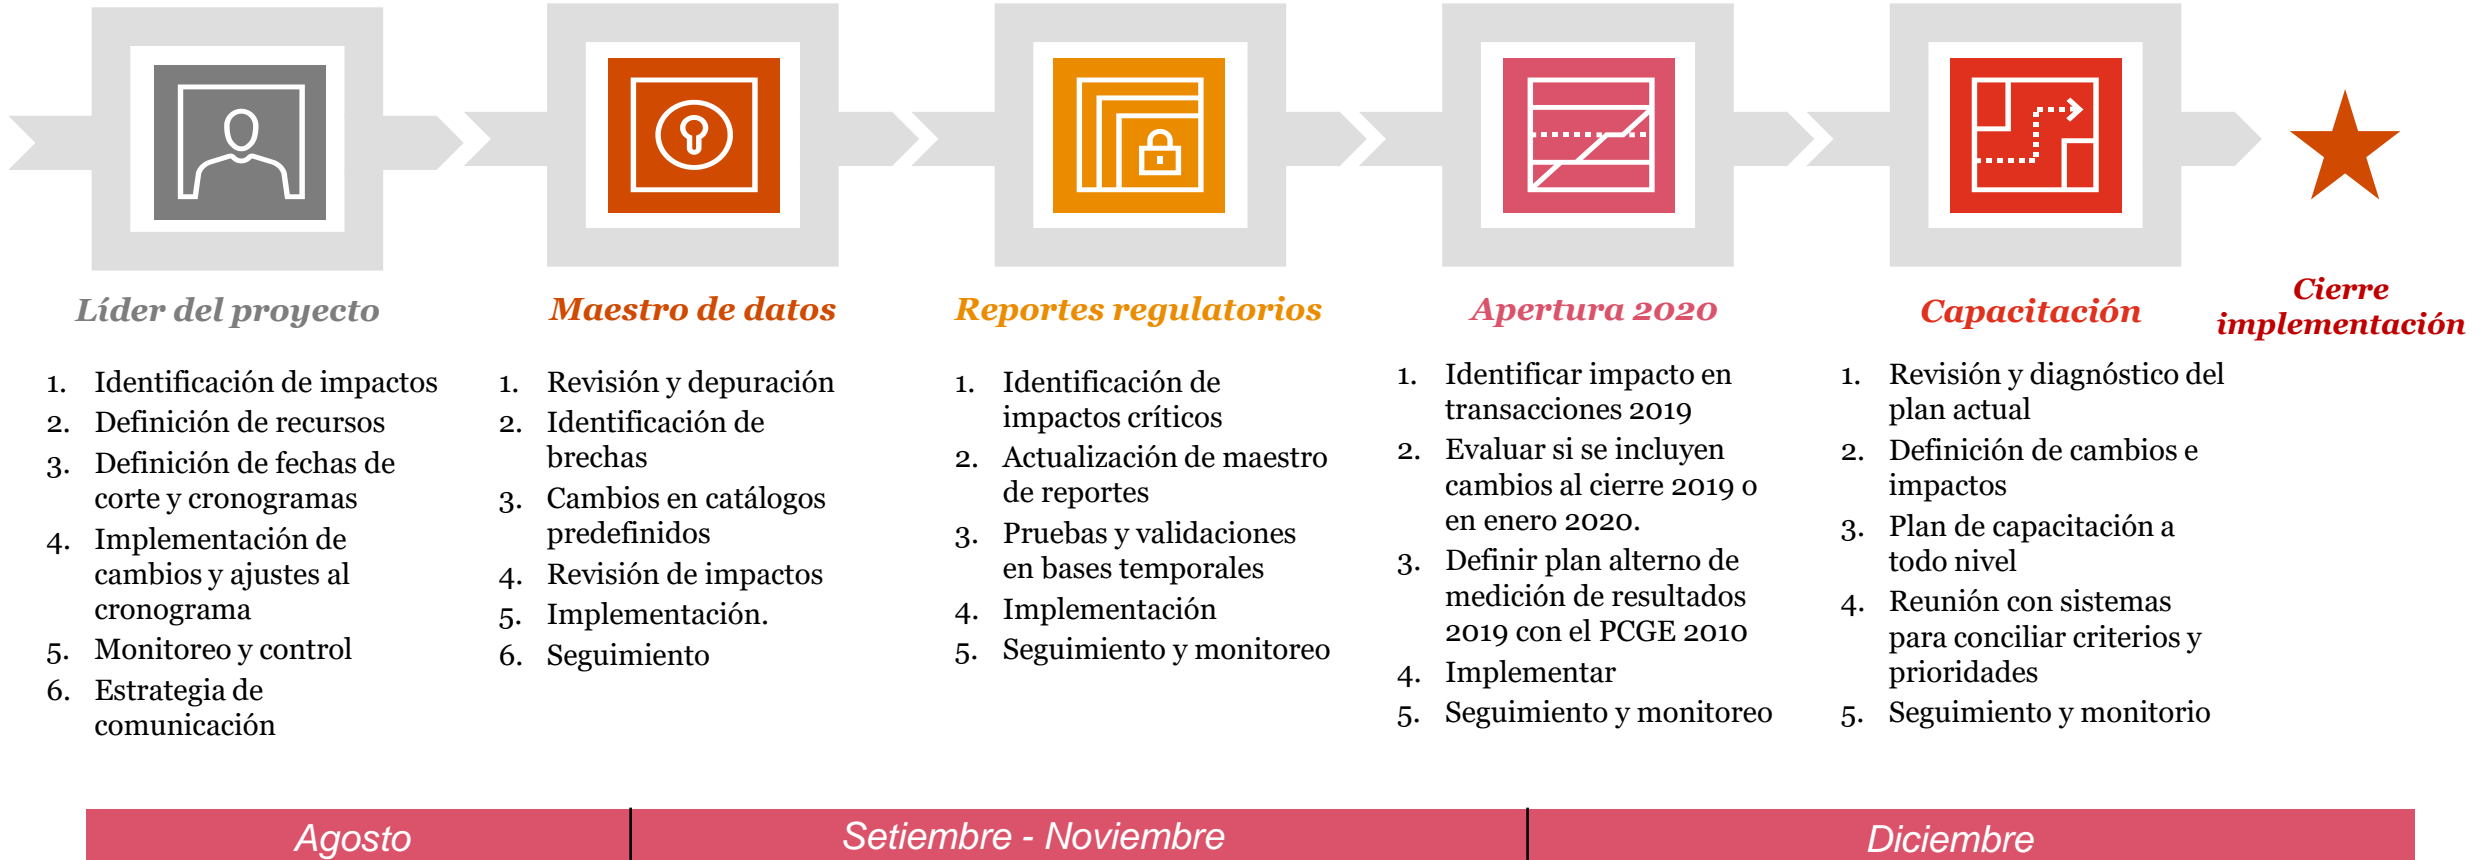 Líder del proyecto
1. Identificación de impactos
2. Definición de recursos
3. Definición de fechas de
corte y cronogramas
4. Implementación de
cambios y ajustes al
cronograma
5. Monitoreo y control
6. Estrategia de
comunicación
Maestro de datos
1. Revisión y depuración
2. Identificación de
brechas
3. Cambios en catálogos
predefinidos
4. Revisión de impactos
5. Implementación.
6. Seguimiento
Reportes regulatorios
1. Identificación de
impactos críticos
2. Actualización de maestro
de reportes
3. Pruebas y validaciones
en bases temporales
4. Implementación
5. Seguimiento y monitoreo
Apertura 2020
1. Identificar impacto en
transacciones 2019
2. Evaluar si se incluyen
cambios al cierre 2019 o
en enero 2020.
3. Definir plan alterno de
medición de resultados
2019 con el PCGE 2010
4. Implementar
5. Seguimiento y monitoreo
Capacitación
1. Revisión y diagnóstico del
plan actual
2. Definición de cambios e
impactos
3. Plan de capacitación a
todo nivel
4. Reunión con sistemas
para conciliar criterios y
prioridades
5. Seguimiento y monitorio
Cierre
implementación
Agosto
Setiembre - Noviembre
Diciembre